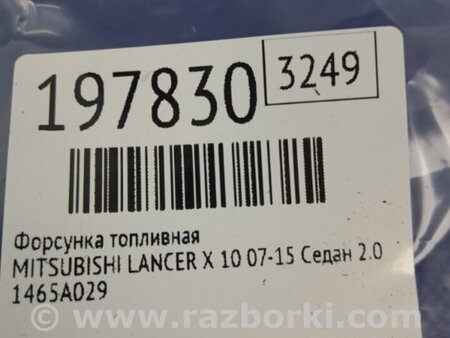 197830
3249
Форсунка топливная
MITSUBISHI LANCER X 10 07-15 Седан 2.0
1465A029
www.razborki.com